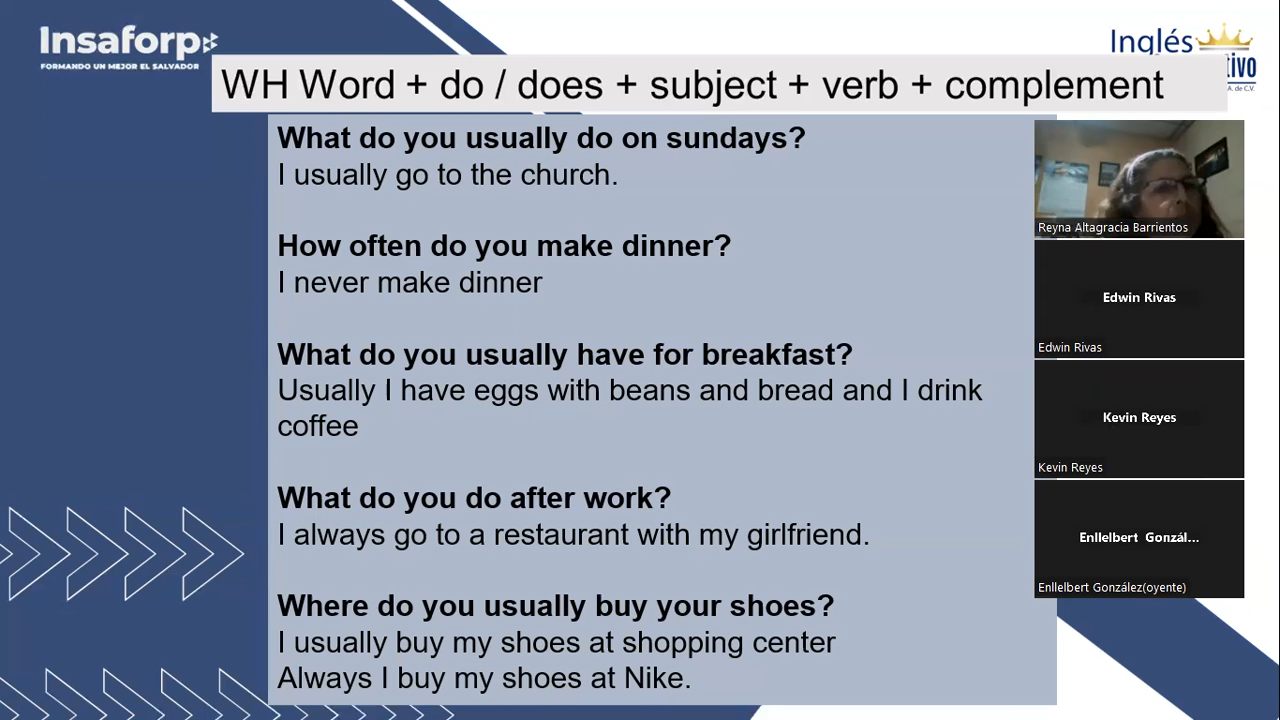 Insaforp
FORMANDO UN MEJOR EL SALVADOR
Inglés
tivo
. A. de C.V.
WH Word + do / does + subject + verb + complement
What do you usually do on sundays?
I usually go to the church.
How often do you make dinner?
I never make dinner
What do you usually have for breakfast?
Usually I have eggs with beans and bread and I drink
coffee
What do you do after work?
I always go to a restaurant with my girlfriend.
Where do you usually buy your shoes?
I usually buy my shoes at shopping center
Always I buy my shoes at Nike.
Reyna Altagracia Barrientos
Edwin Rivas
Edwin Rivas
Kevin Reyes
Kevin Reyes
Enllelbert Gonzál...
Enllelbert González(oyente)